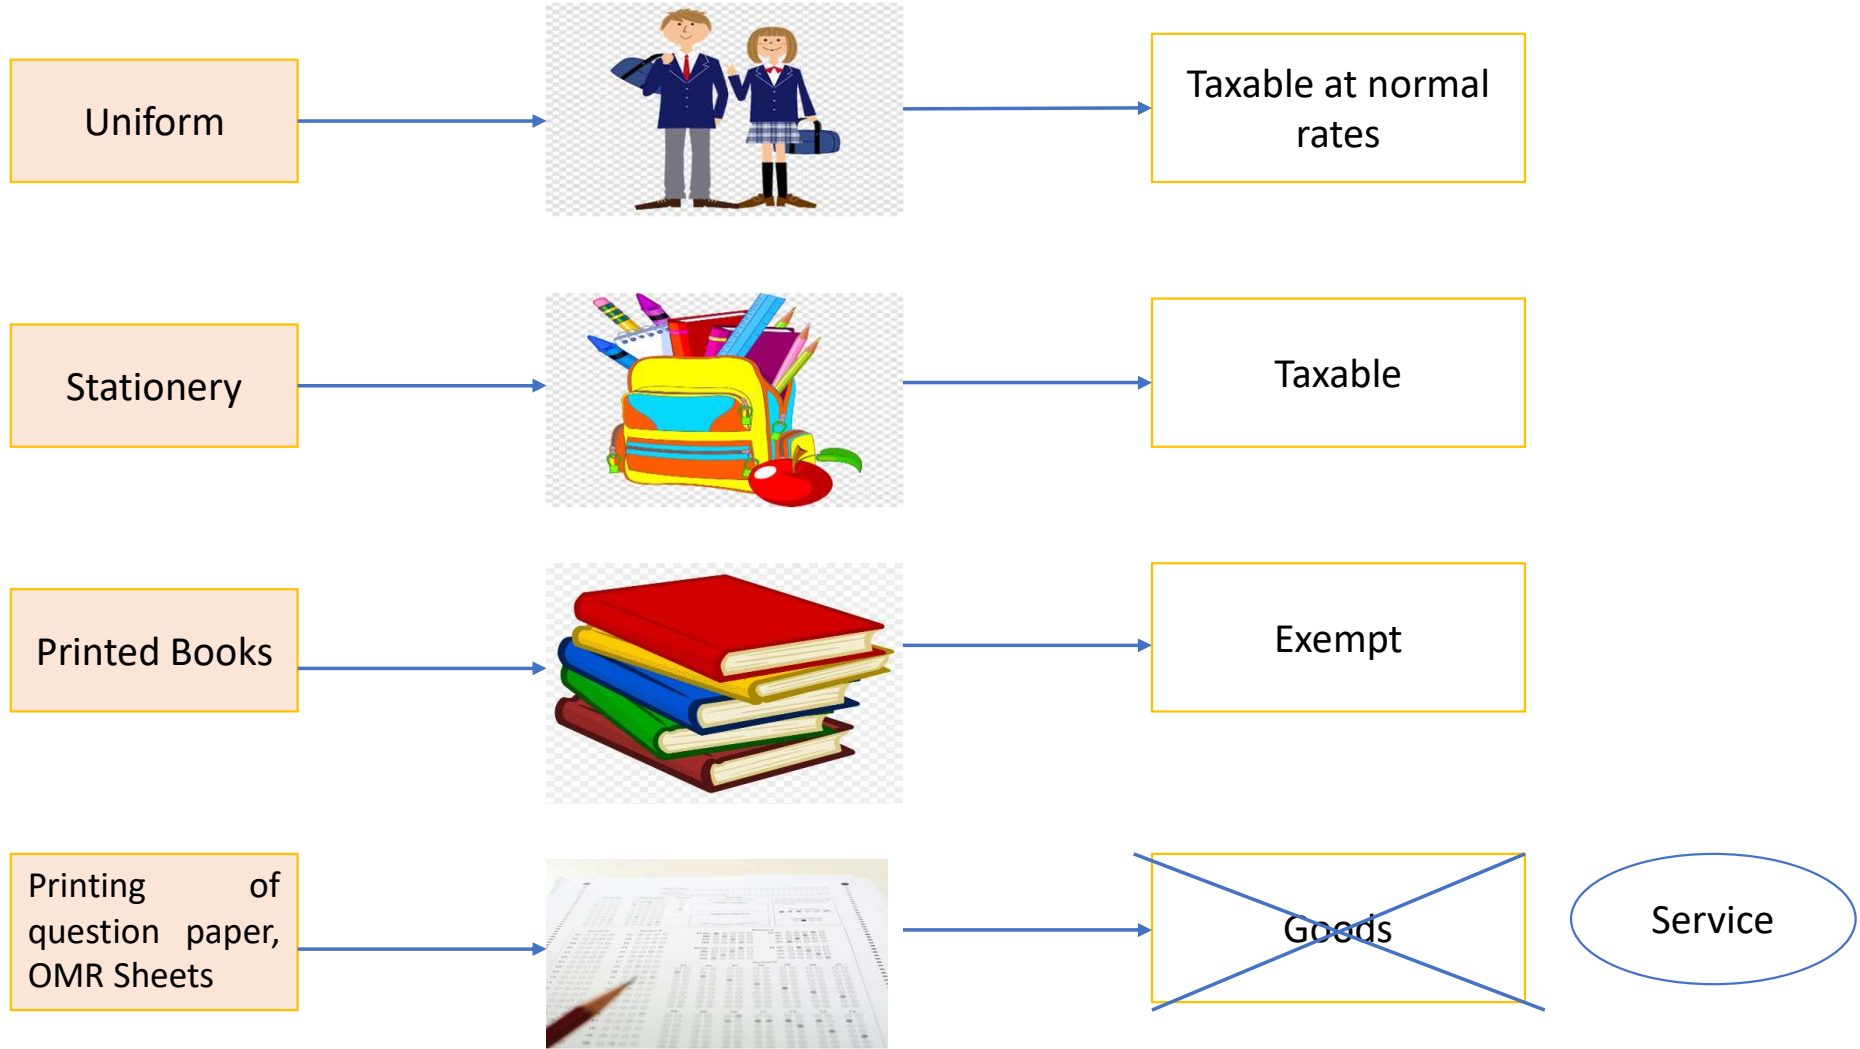 Uniform
Taxable at normal
rates
Stationery
Taxable
Printed Books
Exempt
Printing of
question paper,
OMR Sheets
Goods
Service